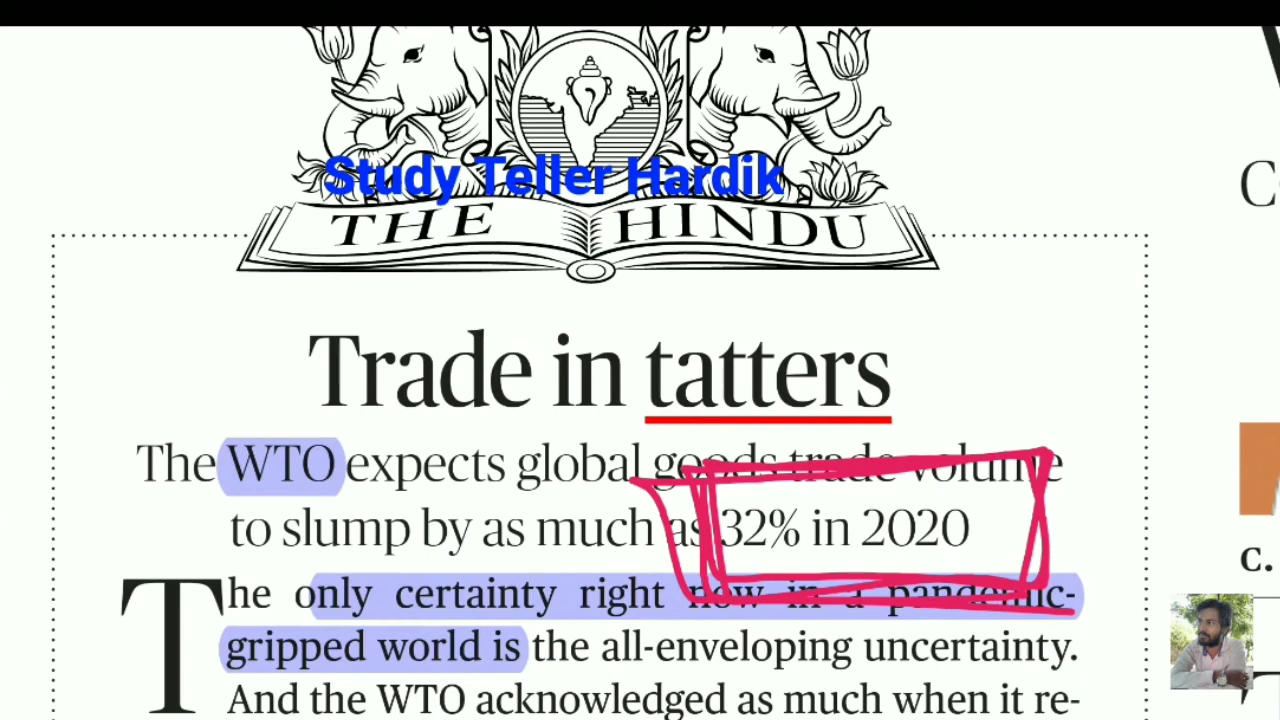 Study Teller Hardik
THE HINDU
Trade in tatters
The WTO expects global goods trade volume
to slump by as much as 32% in 2020
The only certainty right now in a pandemic-
gripped world is the all-enveloping uncertainty.
And the WTO acknowledged as much when it re-
C.